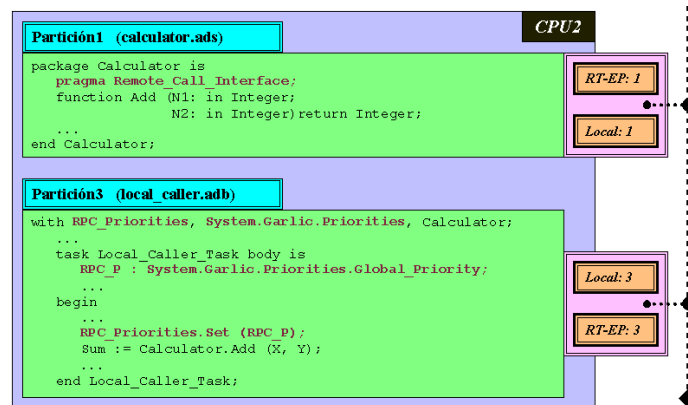 CPU2
Partición1 (calculator.ads)
package Calculator is
pragma Remote_Call_Interface;
function Add (N1: in Integer;
N2: in Integer)return Integer;
...
end Calculator;
RT-EP: 1
Local: 1
Partición3 (local_caller.adb)
with RPC_Priorities, System.Garlic.Priorities, Calculator;
...
task Local_Caller_Task body is
RPC_P : System.Garlic.Priorities.Global_Priority;
...
begin
...
RPC_Priorities.Set (RPC_P);
Sum := Calculator.Add (X, Y);
...
end Local_Caller_Task;
Local: 3
RT-EP: 3